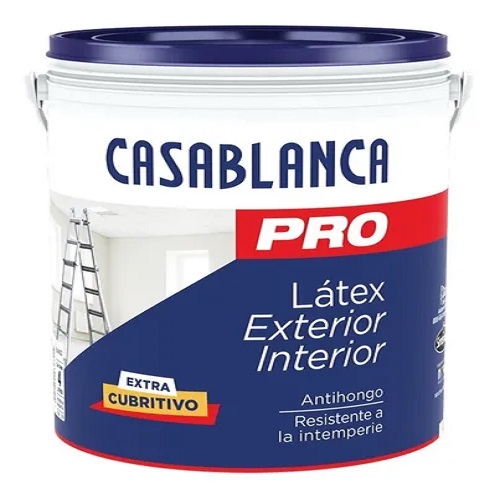 CASABLANCA
PRO
Látex
Exterior
Interior
EXTRA
CUBRITIVO
Antihongo
Resistente a
la intemperie